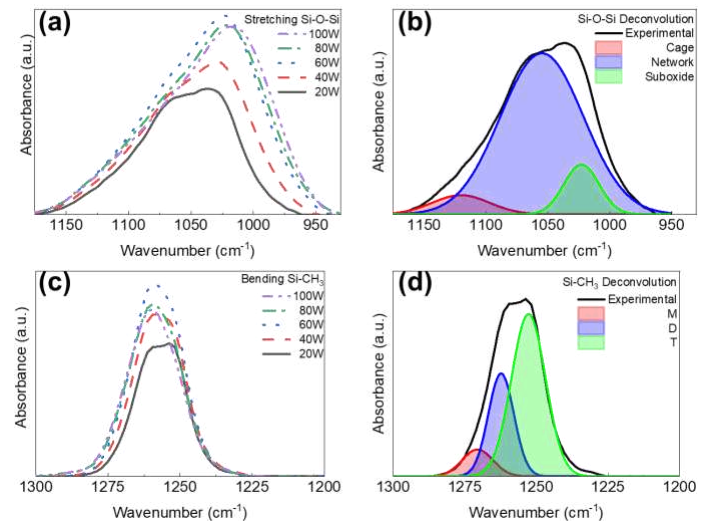 (a)
Stretching Si-O-Si
100W
80W
60W
40W
20W
Absorbance (a.u.)
1150 1100 1050 1000 950
Wavenumber (cm⁻¹)
(b)
Si-O-Si Deconvolution
Experimental
Cage
Network
Suboxide
Absorbance (a.u.)
1150 1100 1050 1000 950
Wavenumber (cm⁻¹)
(c)
Bending Si-CH₃
100W
80W
60W
40W
20W
Absorbance (a.u.)
1300 1275 1250 1225 1200
Wavenumber (cm⁻¹)
(d)
Si-CH₃ Deconvolution
Experimental
M
D
T
Absorbance (a.u.)
1300 1275 1250 1225 1200
Wavenumber (cm⁻¹)